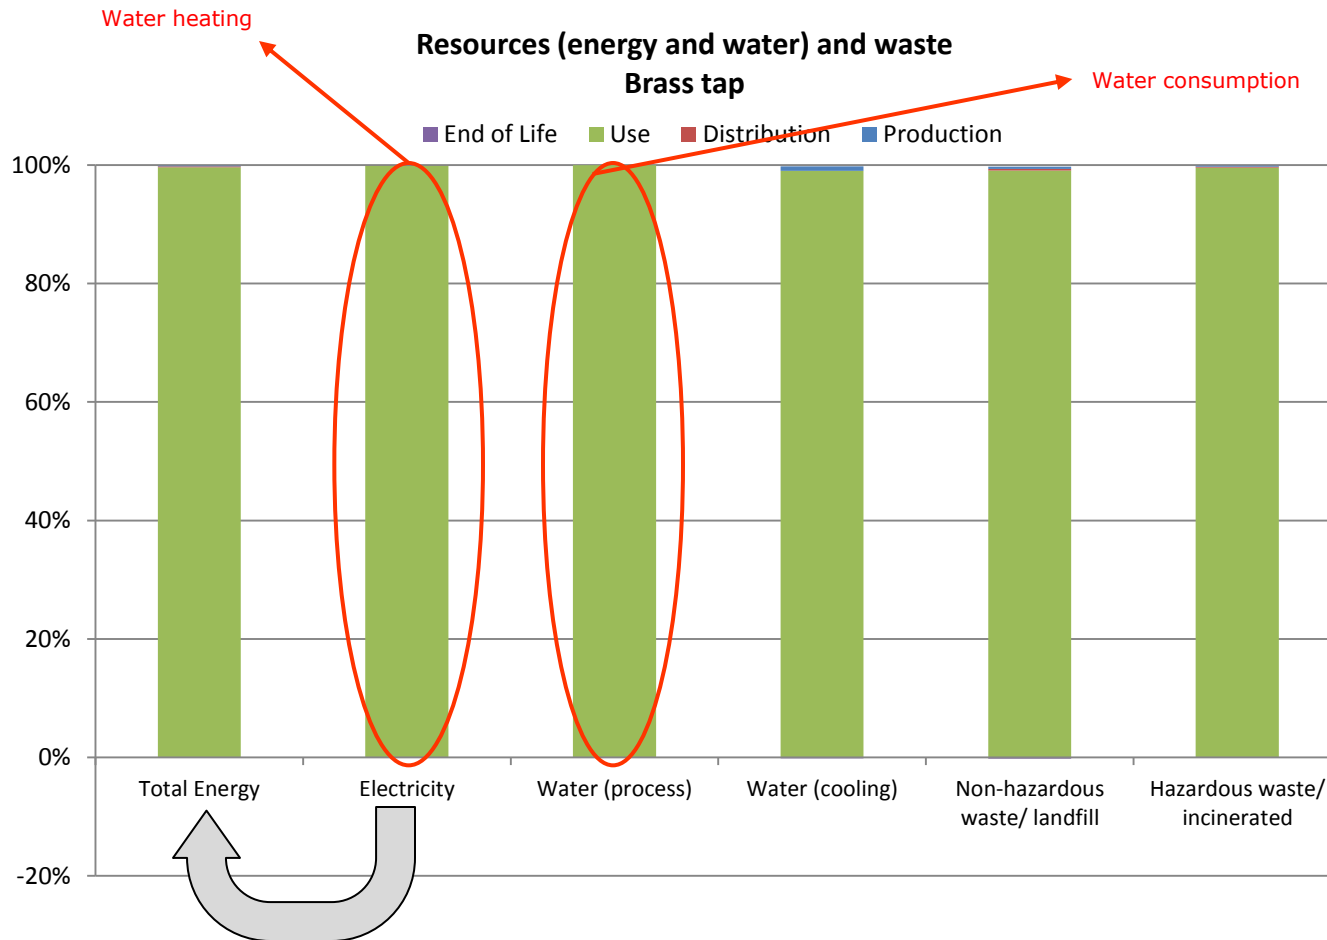 Water heating
Resources (energy and water) and waste
Brass tap
Water consumption
End of Life Use Distribution Production
100%
80%
60%
40%
20%
0%
-20%
Total Energy
Electricity
Water (process)
Water (cooling)
Non-hazardous
waste/ landfill
Hazardous waste/
incinerated